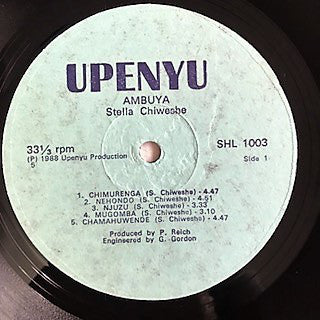 UPENYU
AMBUYA
Stella Chiweshe
33⅓ rpm
SHL 1003
(P) 1988 Upenyu Production
Side 1
5
1. CHIMURENGA (S. Chiweshe) - 4.47
2. NEHONDO (S. Chiweshe) - 4.51
3. NJUZU (S. Chiweshe) - 3.33
4. MUGOMBA (S. Chiweshe) - 3.10
5. CHAMAHUWENDE (S. Chiweshe) - 4.47
Produced by P. Reich
Engineered by G. Gordon